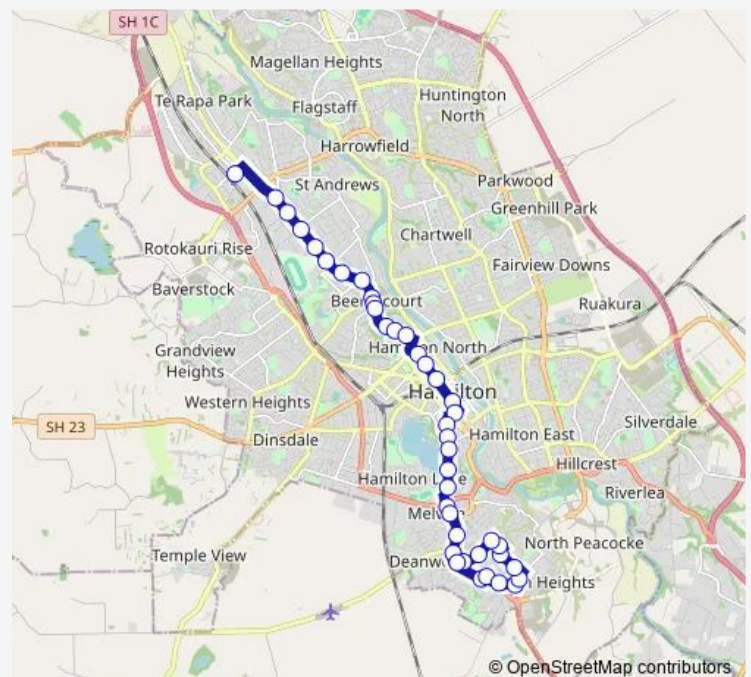 SH 1C
Magellan Heights
Te Rapa Park
Flagstaff
Huntington
North
Harrowfield
St Andrews
Parkwood
Greenhill Park
Chartwell
Rotokauri Rise
Fairview Downs
Baverstock
Ruakura
Grandview
Heights
Western Heights
Hamilton
SH 23
Silverdale
Dinsdale
Hamilton East
Hillcrest
Riverlea
North Peacocke
Temple View
Heights
© OpenStreetMap contributors